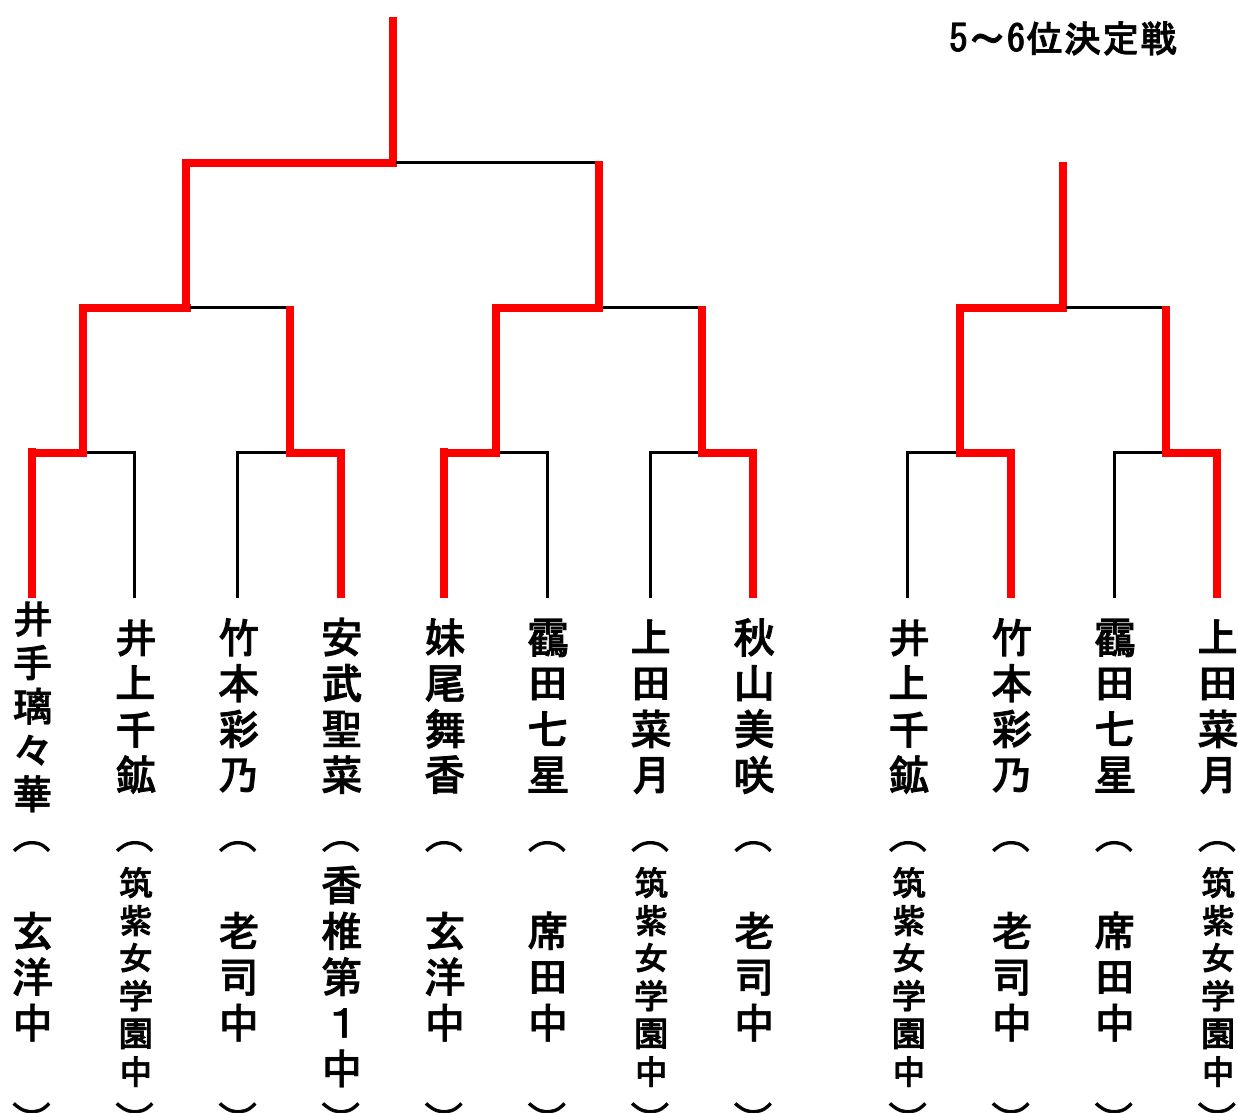 5～6位決定戦
井手璃々華（玄洋中）
井上千鉱（筑紫女学園中）
竹本彩乃（老司中）
安武聖菜（香椎第１中）
妹尾舞香（玄洋中）
靍田七星（席田中）
上田菜月（筑紫女学園中）
秋山美咲（老司中）
井上千鉱（筑紫女学園中）
竹本彩乃（老司中）
靍田七星（席田中）
上田菜月（筑紫女学園中）